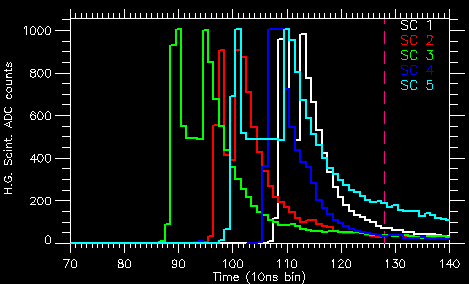 H.G. Scint. ADC counts
1000
800
600
400
200
0
SC 1
SC 2
SC 3
SC 4
SC 5
70 80 90 100 110 120 130 140
Time (10ns bin)